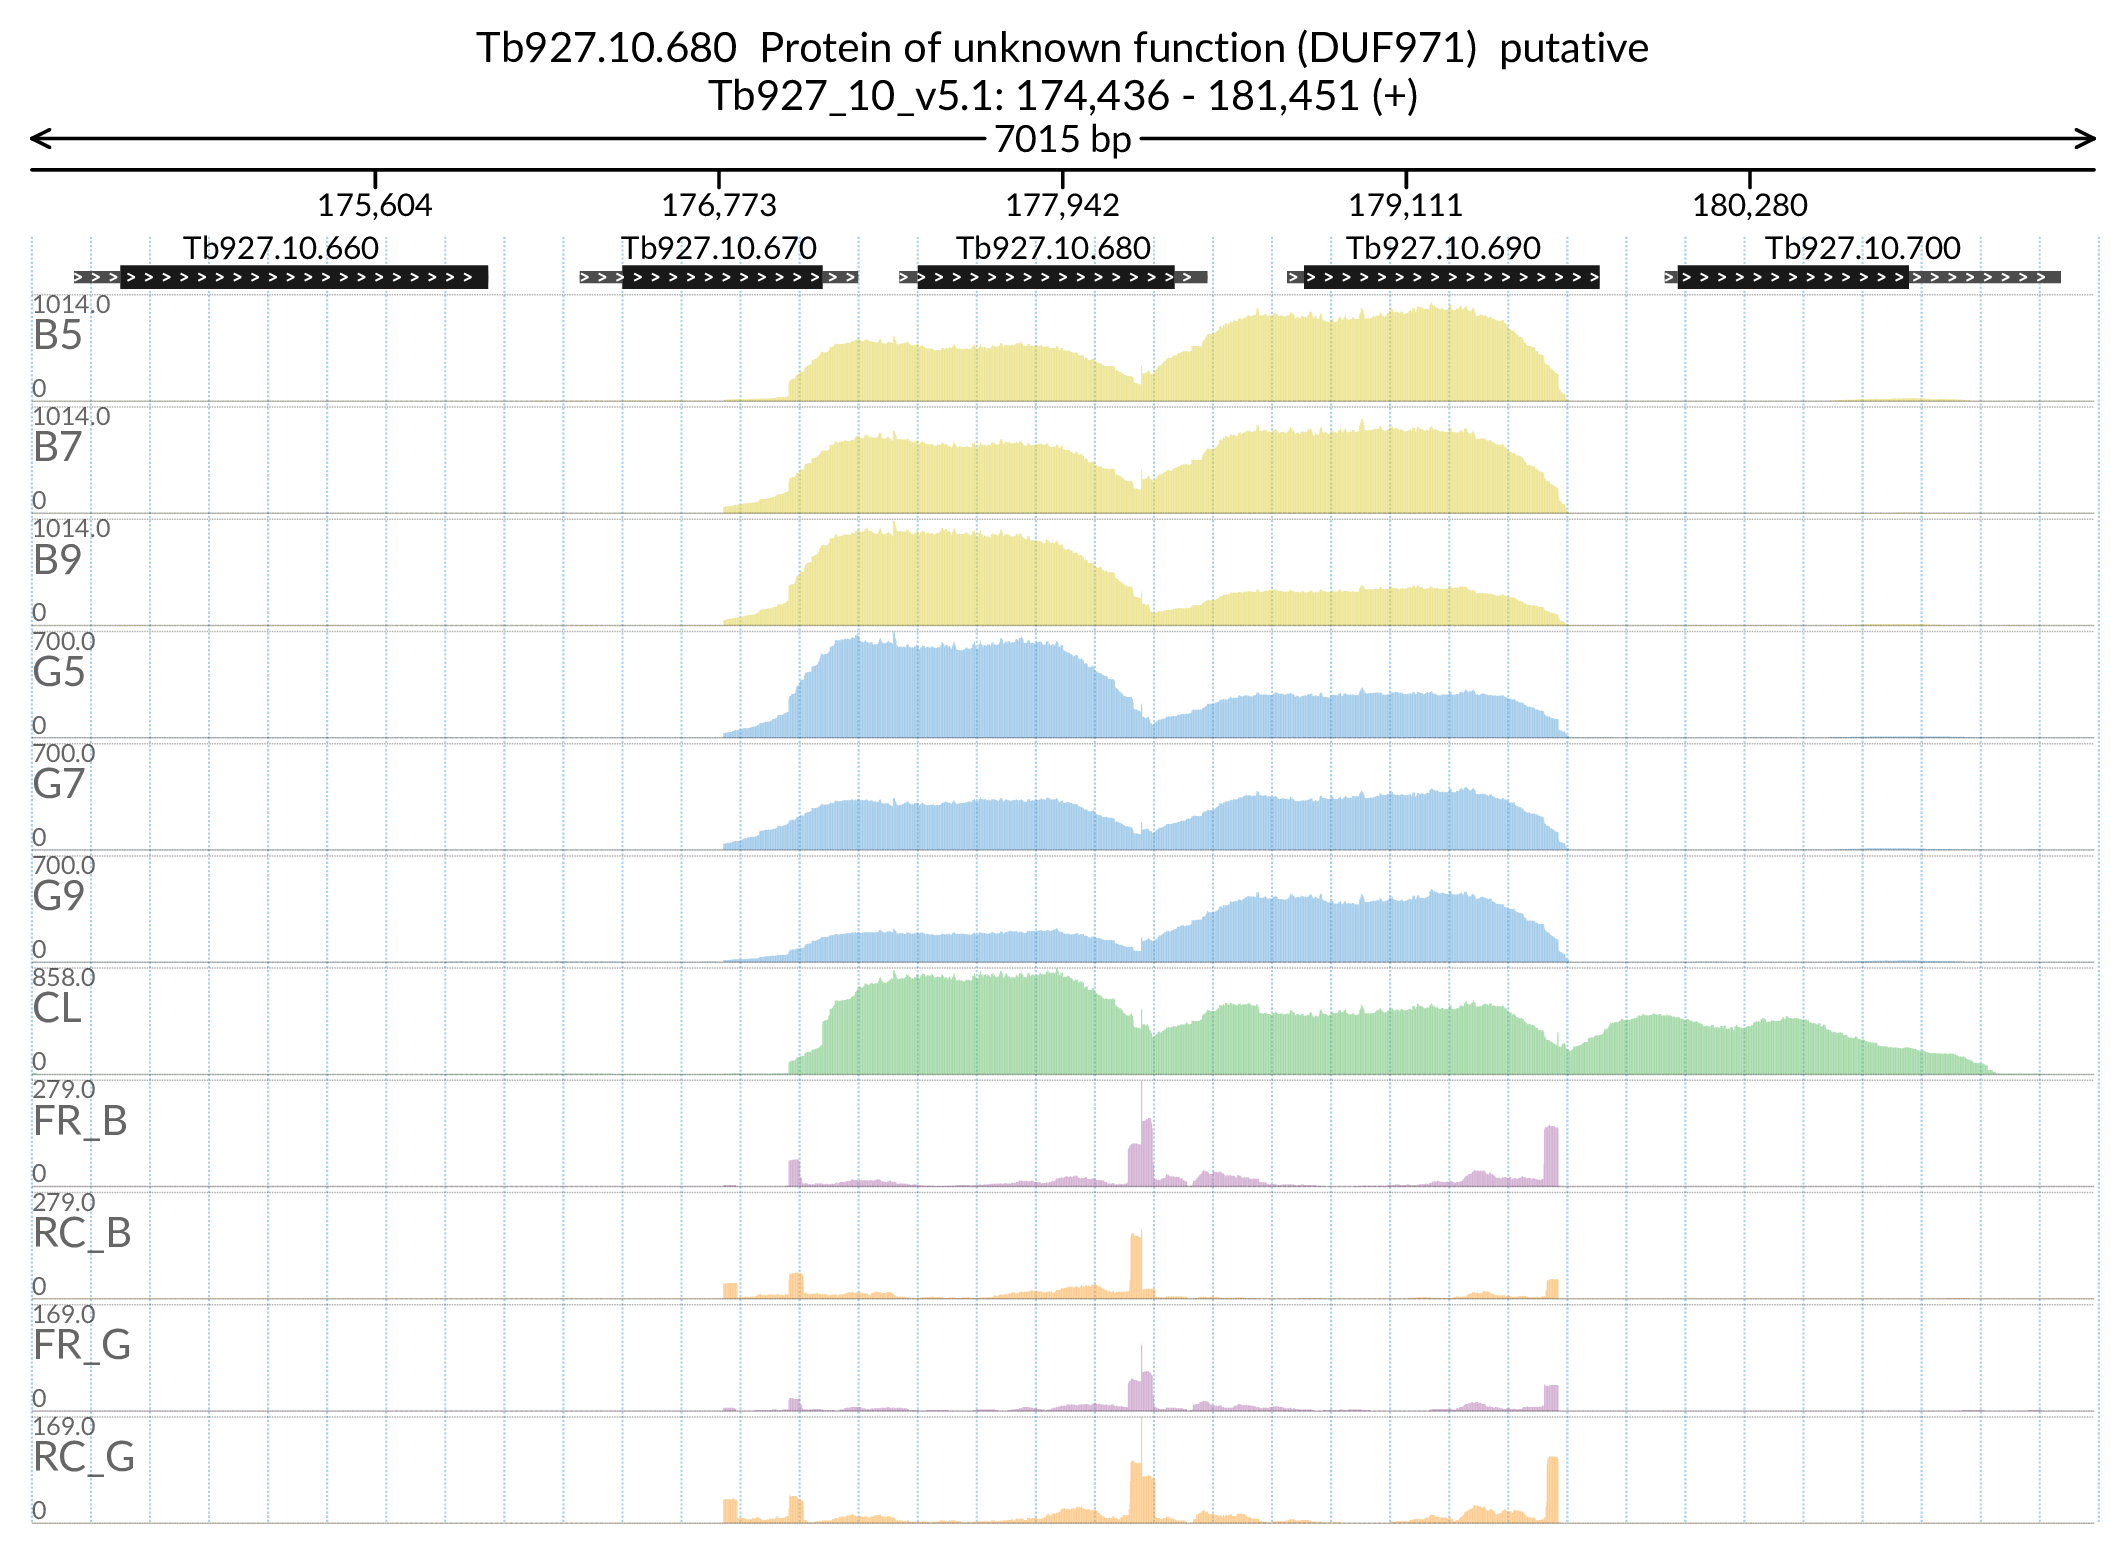 Tb927.10.680  Protein of unknown function (DUF971)  putative
Tb927_10_v5.1: 174,436 - 181,451 (+)
7015 bp
175,604 176,773 177,942 179,111 180,280
Tb927.10.660 Tb927.10.670 Tb927.10.680 Tb927.10.690 Tb927.10.700
1014.0
B5
0
1014.0
B7
0
1014.0
B9
0
700.0
G5
0
700.0
G7
0
700.0
G9
0
858.0
CL
0
279.0
FR_B
0
279.0
RC_B
0
169.0
FR_G
0
169.0
RC_G
0